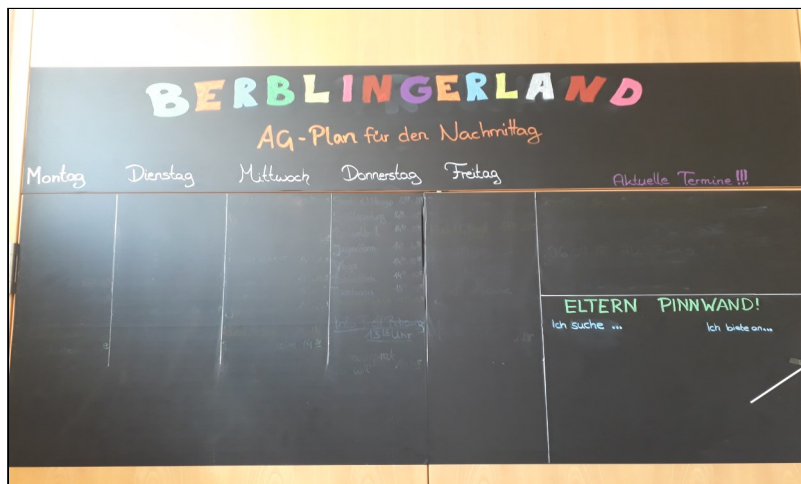 BERBLINGERLAND
AG-Plan für den Nachmittag
Montag Dienstag Mittwoch Donnerstag Freitag Aktuelle Termine!!!
ELTERN PINNWAND!
Ich suche ... Ich biete an...